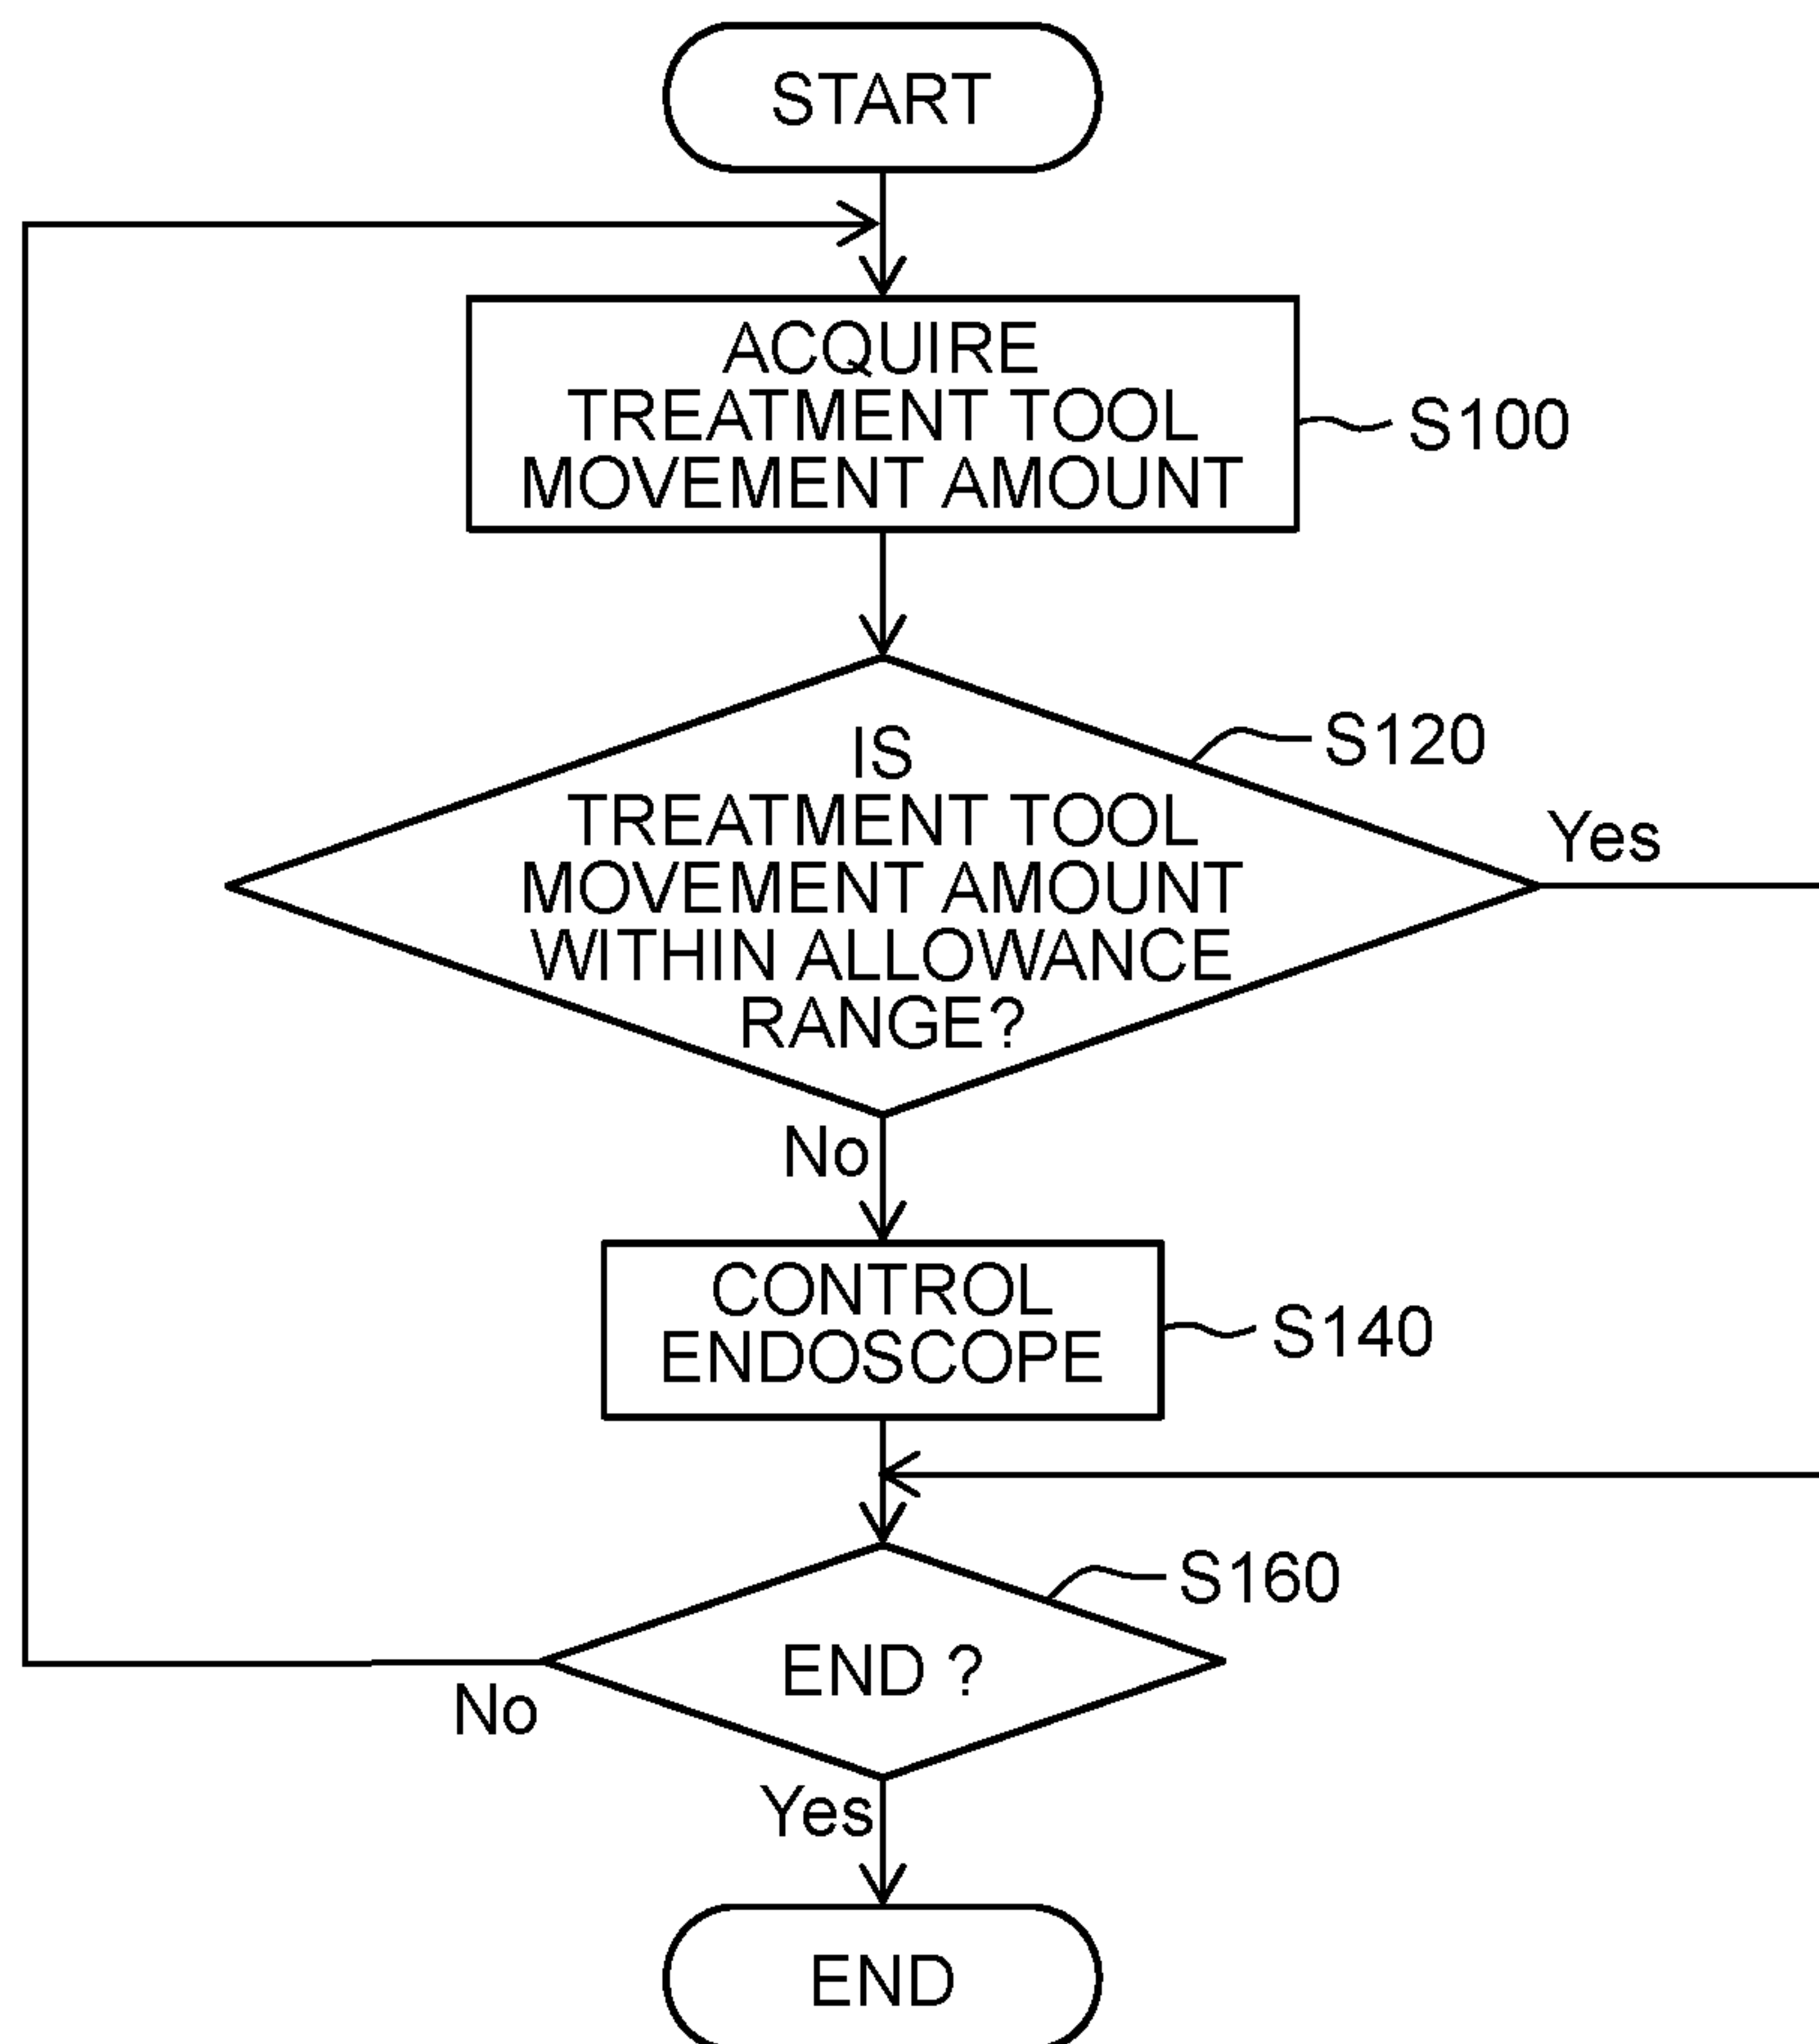 START
ACQUIRE
TREATMENT TOOL
MOVEMENT AMOUNT
S100
IS
TREATMENT TOOL
MOVEMENT AMOUNT
WITHIN ALLOWANCE
RANGE?
S120
Yes
No
CONTROL
ENDOSCOPE
S140
S160
END ?
No
Yes
END